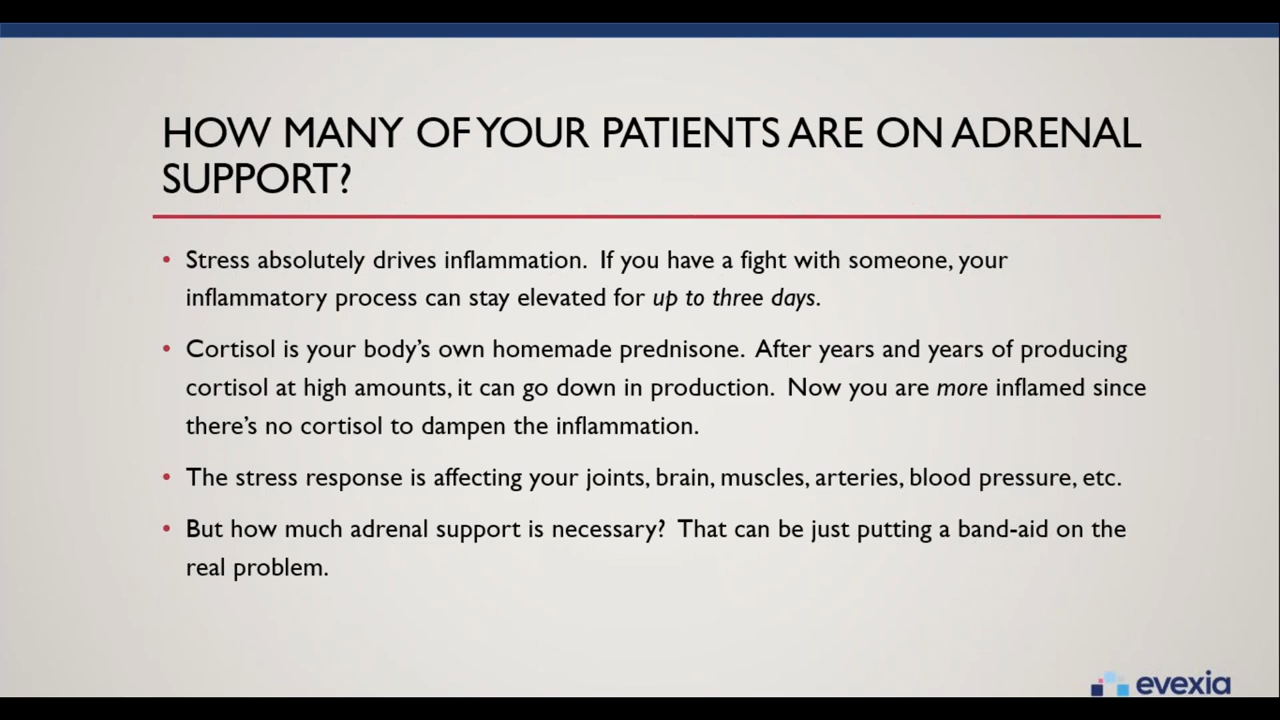 HOW MANY OF YOUR PATIENTS ARE ON ADRENAL
SUPPORT?
• Stress absolutely drives inflammation.  If you have a fight with someone, your
inflammatory process can stay elevated for up to three days.
• Cortisol is your body’s own homemade prednisone.  After years and years of producing
cortisol at high amounts, it can go down in production.  Now you are more inflamed since
there’s no cortisol to dampen the inflammation.
• The stress response is affecting your joints, brain, muscles, arteries, blood pressure, etc.
• But how much adrenal support is necessary?  That can be just putting a band-aid on the
real problem.
evexia